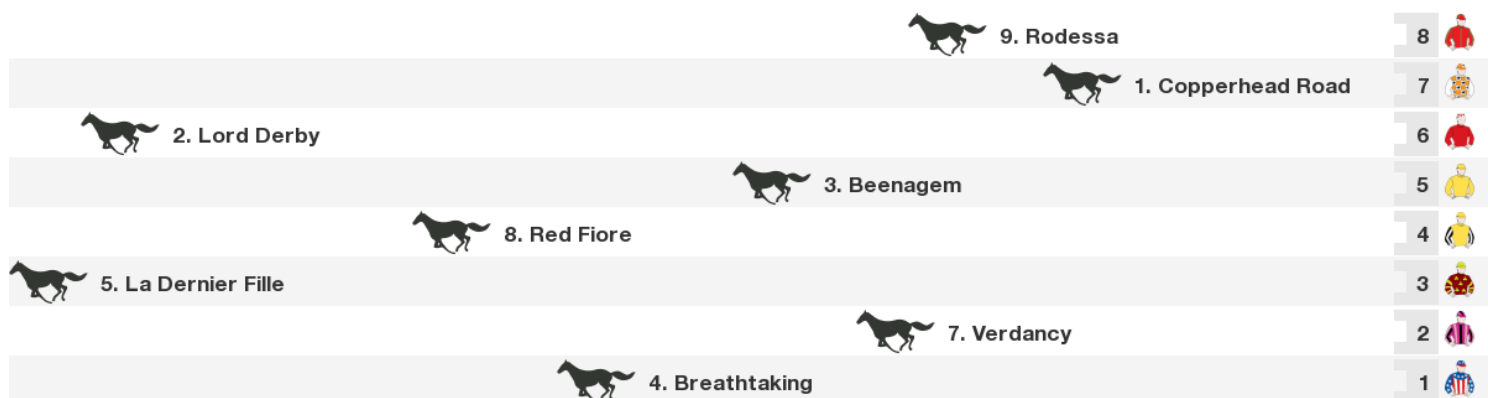 9. Rodessa 8
1. Copperhead Road 7
2. Lord Derby 6
3. Beenagem 5
8. Red Fiore 4
5. La Dernier Fille 3
7. Verdancy 2
4. Breathtaking 1